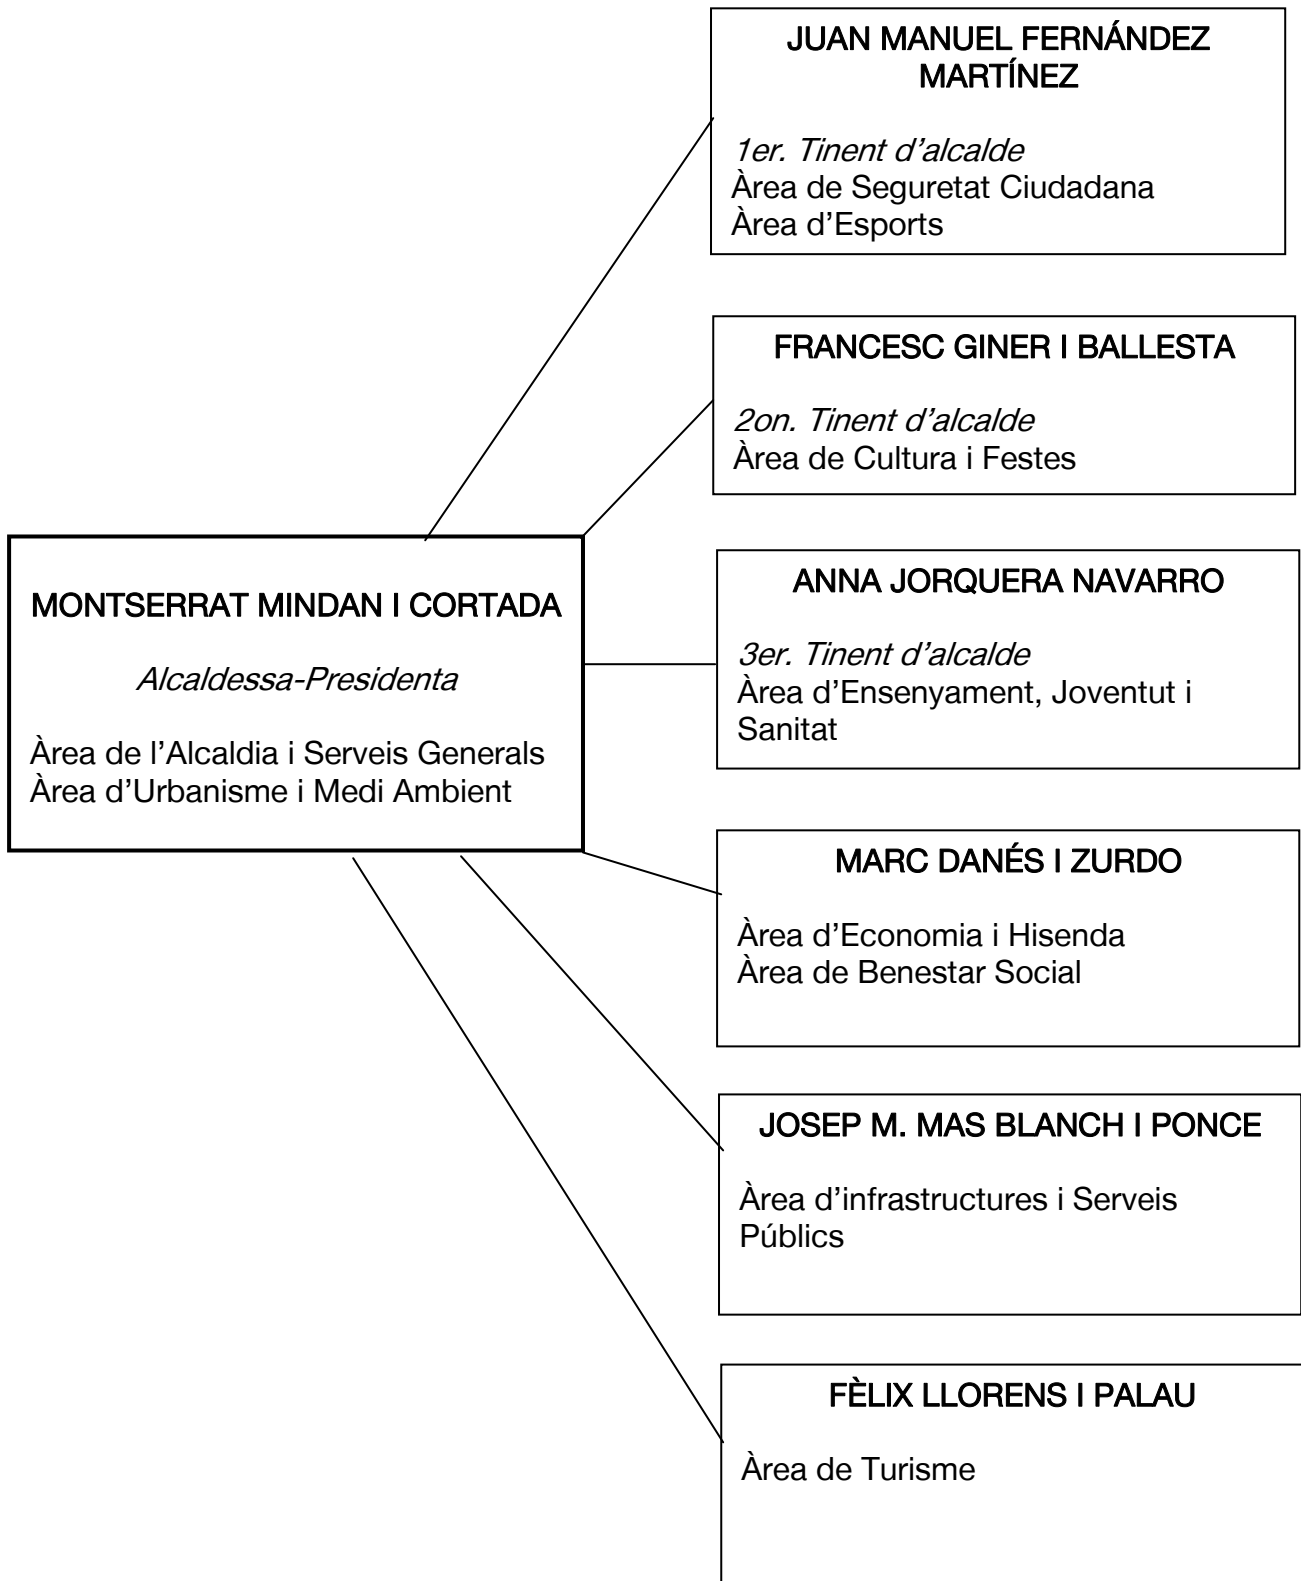 JUAN MANUEL FERNÁNDEZ
MARTÍNEZ
1er. Tinent d'alcalde
Àrea de Seguretat Ciudadana
Àrea d'Esports
FRANCESC GINER I BALLESTA
2on. Tinent d'alcalde
Àrea de Cultura i Festes
MONTSERRAT MINDAN I CORTADA
Alcaldessa-Presidenta
Àrea de l'Alcaldia i Serveis Generals
Àrea d'Urbanisme i Medi Ambient
ANNA JORQUERA NAVARRO
3er. Tinent d'alcalde
Àrea d'Ensenyament, Joventut i
Sanitat
MARC DANÉS I ZURDO
Àrea d'Economia i Hisenda
Àrea de Benestar Social
JOSEP M. MAS BLANCH I PONCE
Àrea d'infrastructures i Serveis
Públics
FÈLIX LLORENS I PALAU
Àrea de Turisme